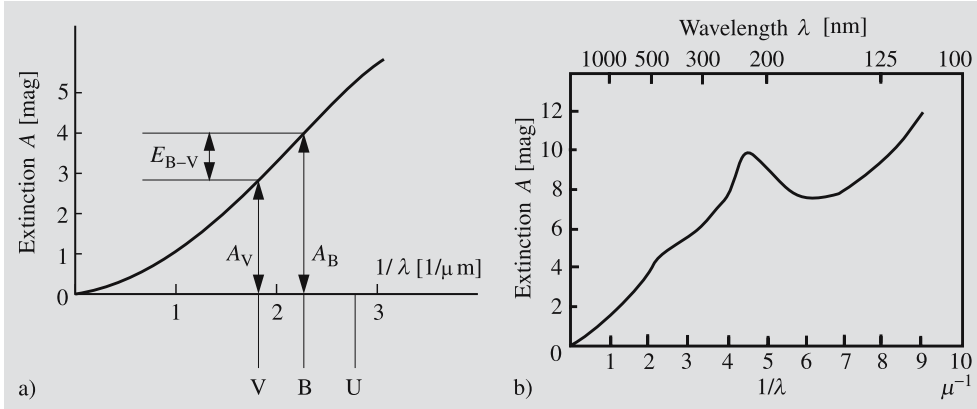 Extinction A [mag]
5
4
3
2
1
0
E_B–V
A_V
A_B
1/ λ [1/μ m]
1 2 3
a) V B U
Wavelength λ [nm]
1000 500 300 200 125 100
Extinction A [mag]
12
10
8
6
4
2
0
1 2 3 4 5 6 7 8 9 10
b) 1/λ μ⁻¹